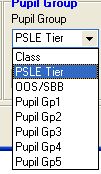 Pupil Group
Pupil Group
PSLE Tier
Class
PSLE Tier
OOS/SBB
Pupil Gp1
Pupil Gp2
Pupil Gp3
Pupil Gp4
Pupil Gp5